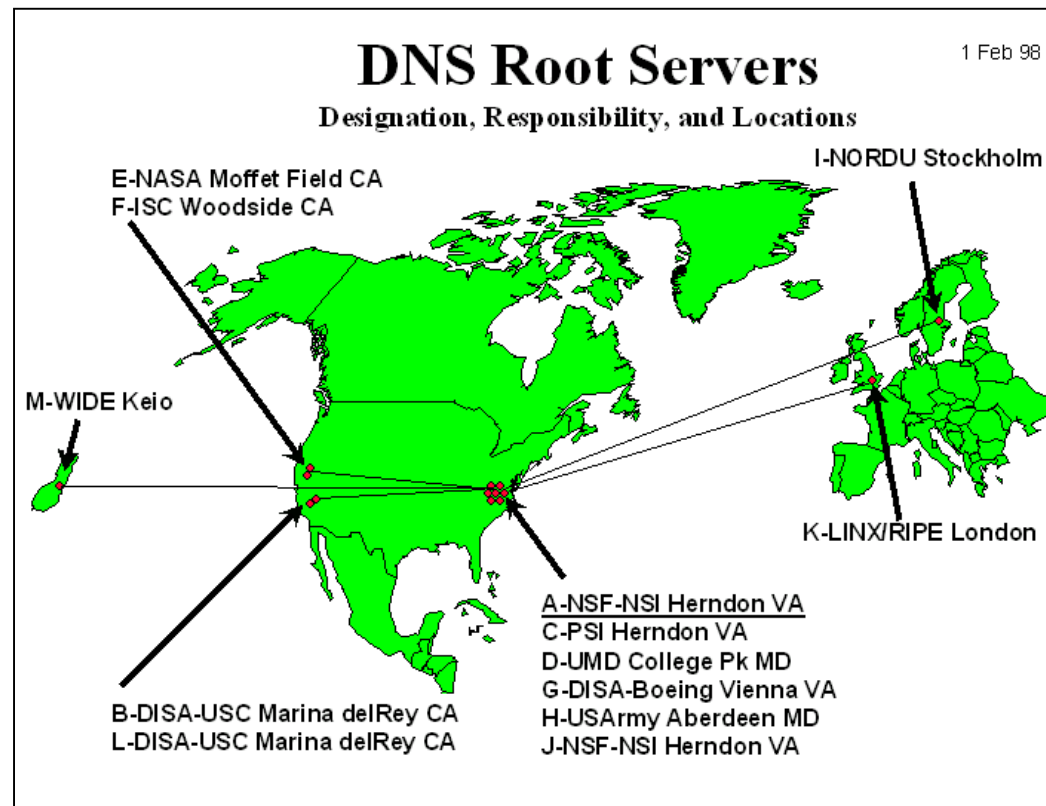 DNS Root Servers
1 Feb 98
Designation, Responsibility, and Locations
I-NORDU Stockholm
E-NASA Moffet Field CA
F-ISC Woodside CA
M-WIDE Keio
K-LINX/RIPE London
A-NSF-NSI Herndon VA
C-PSI Herndon VA
D-UMD College Pk MD
G-DISA-Boeing Vienna VA
H-USArmy Aberdeen MD
J-NSF-NSI Herndon VA
B-DISA-USC Marina delRey CA
L-DISA-USC Marina delRey CA